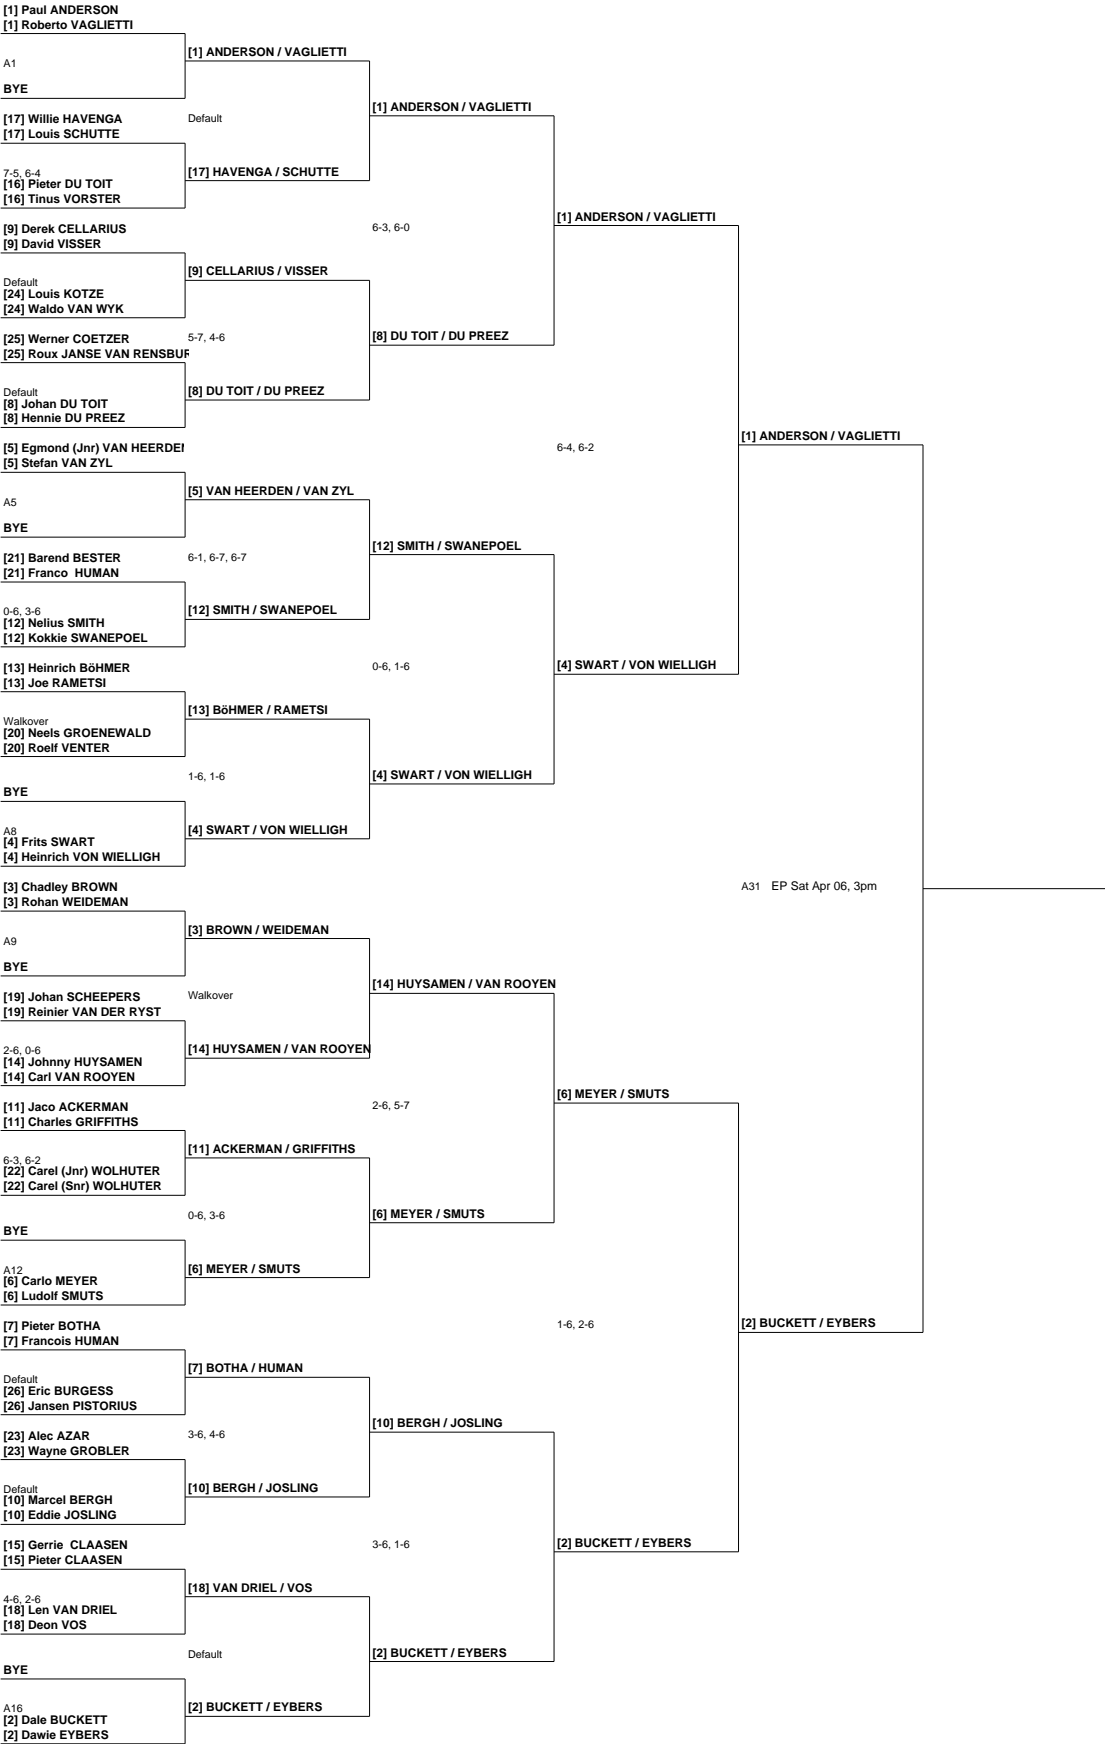 [1] Paul ANDERSON
[1] Roberto VAGLIETTI
[1] ANDERSON / VAGLIETTI
A1
BYE
[1] ANDERSON / VAGLIETTI
[17] Willie HAVENGA
Default
[17] Louis SCHUTTE
7-5, 6-4
[17] HAVENGA / SCHUTTE
[16] Pieter DU TOIT
[16] Tinus VORSTER
[1] ANDERSON / VAGLIETTI
[9] Derek CELLARIUS
6-3, 6-0
[9] David VISSER
[9] CELLARIUS / VISSER
Default
[24] Louis KOTZE
[24] Waldo VAN WYK
[25] Werner COETZER
5-7, 4-6
[8] DU TOIT / DU PREEZ
[25] Roux JANSE VAN RENSBUR
Default
[8] DU TOIT / DU PREEZ
[8] Johan DU TOIT
[8] Hennie DU PREEZ
[1] ANDERSON / VAGLIETTI
[5] Egmond (Jnr) VAN HEERDEN
6-4, 6-2
[5] Stefan VAN ZYL
[5] VAN HEERDEN / VAN ZYL
A5
BYE
[12] SMITH / SWANEPOEL
[21] Barend BESTER
6-1, 6-7, 6-7
[21] Franco  HUMAN
0-6, 3-6
[12] SMITH / SWANEPOEL
[12] Nelius SMITH
[12] Kokkie SWANEPOEL
[4] SWART / VON WIELLIGH
[13] Heinrich BöHMER
0-6, 1-6
[13] Joe RAMETSI
[13] BöHMER / RAMETSI
Walkover
[20] Neels GROENEWALD
[20] Roelf VENTER
1-6, 1-6
[4] SWART / VON WIELLIGH
BYE
A8
[4] SWART / VON WIELLIGH
[4] Frits SWART
[4] Heinrich VON WIELLIGH
[3] Chadley BROWN
A31 EP Sat Apr 06, 3pm
[3] Rohan WEIDEMAN
[3] BROWN / WEIDEMAN
A9
BYE
[14] HUYSAMEN / VAN ROOYEN
[19] Johan SCHEEPERS
Walkover
[19] Reinier VAN DER RYST
2-6, 0-6
[14] HUYSAMEN / VAN ROOYEN
[14] Johnny HUYSAMEN
[14] Carl VAN ROOYEN
[6] MEYER / SMUTS
[11] Jaco ACKERMAN
2-6, 5-7
[11] Charles GRIFFITHS
[11] ACKERMAN / GRIFFITHS
6-3, 6-2
[22] Carel (Jnr) WOLHUTER
[22] Carel (Snr) WOLHUTER
0-6, 3-6
[6] MEYER / SMUTS
BYE
A12
[6] MEYER / SMUTS
[6] Carlo MEYER
[6] Ludolf SMUTS
[7] Pieter BOTHA
1-6, 2-6
[2] BUCKETT / EYBERS
[7] Francois HUMAN
[7] BOTHA / HUMAN
Default
[26] Eric BURGESS
[26] Jansen PISTORIUS
[10] BERGH / JOSLING
[23] Alec AZAR
3-6, 4-6
[23] Wayne GROBLER
Default
[10] BERGH / JOSLING
[10] Marcel BERGH
[10] Eddie JOSLING
[15] Gerrie  CLAASEN
3-6, 1-6
[2] BUCKETT / EYBERS
[15] Pieter CLAASEN
[18] VAN DRIEL / VOS
4-6, 2-6
[18] Len VAN DRIEL
[18] Deon VOS
Default
[2] BUCKETT / EYBERS
BYE
A16
[2] BUCKETT / EYBERS
[2] Dale BUCKETT
[2] Dawie EYBERS